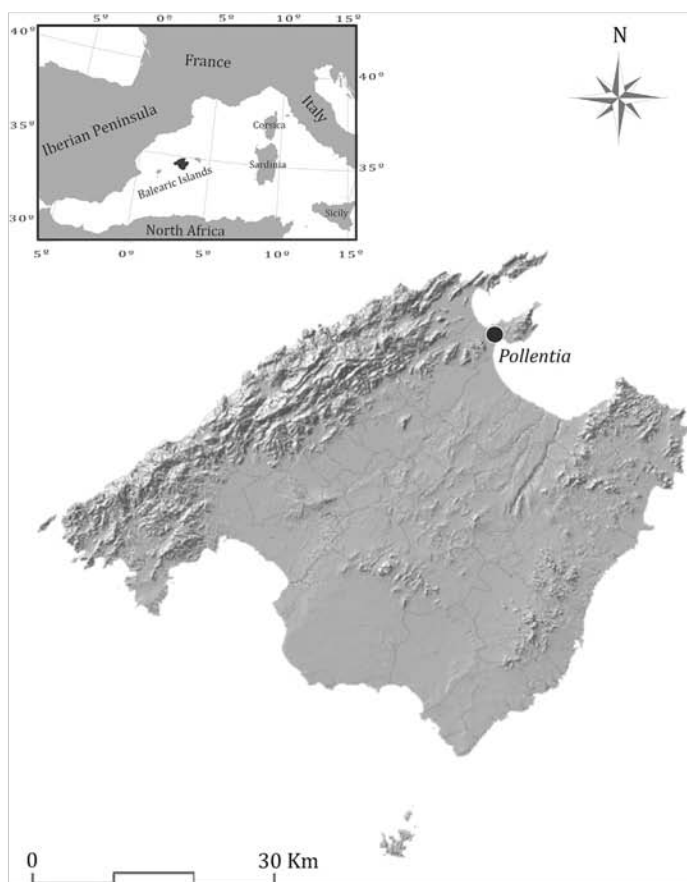 5º 0º 5º 10º 15º
40º
France
40º
Italy
Iberian Peninsula
35º
Corsica
Sardinia
35º
Balearic Islands
Sicily
30º
North Africa
5º 0º 5º 10º 15º
N
Pollentia
0 30 Km